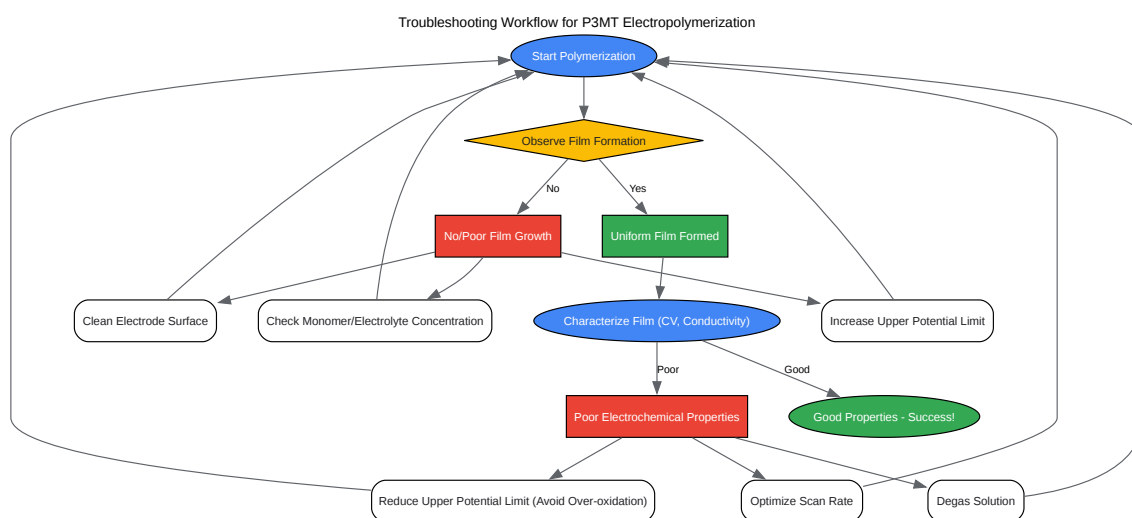 Troubleshooting Workflow for P3MT Electropolymerization
Start Polymerization
Observe Film Formation
No
Yes
No/Poor Film Growth
Uniform Film Formed
Clean Electrode Surface
Check Monomer/Electrolyte Concentration
Characterize Film (CV, Conductivity)
Increase Upper Potential Limit
Poor
Good
Poor Electrochemical Properties
Good Properties - Success!
Reduce Upper Potential Limit (Avoid Over-oxidation)
Optimize Scan Rate
Degas Solution